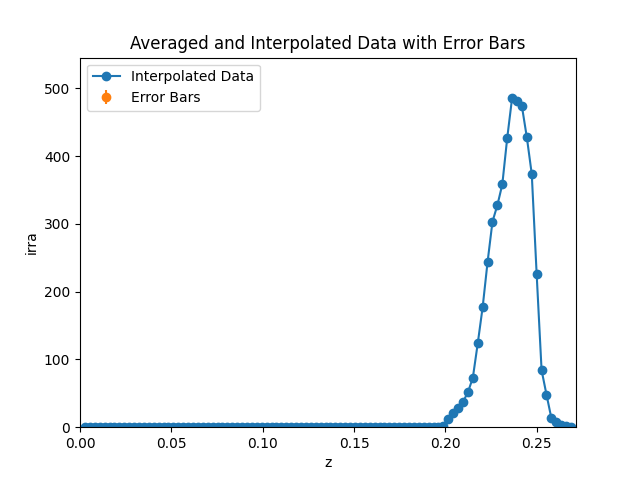 Averaged and Interpolated Data with Error Bars
Interpolated Data
Error Bars
irra
500
400
300
200
100
0
0.00 0.05 0.10 0.15 0.20 0.25
z